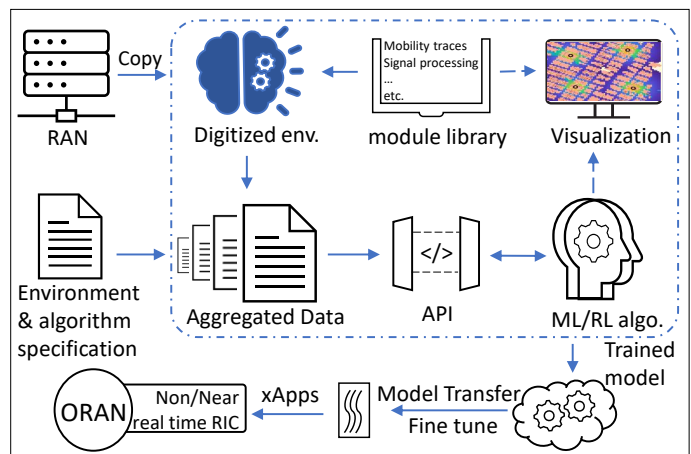 Copy
RAN
Mobility traces
Signal processing
...
etc.
Digitized env.
module library
Visualization
Environment
& algorithm
specification
Aggregated Data
</>
API
ML/RL algo.
Trained
model
ORAN
Non/Near
real time RIC
xApps
Model Transfer
Fine tune